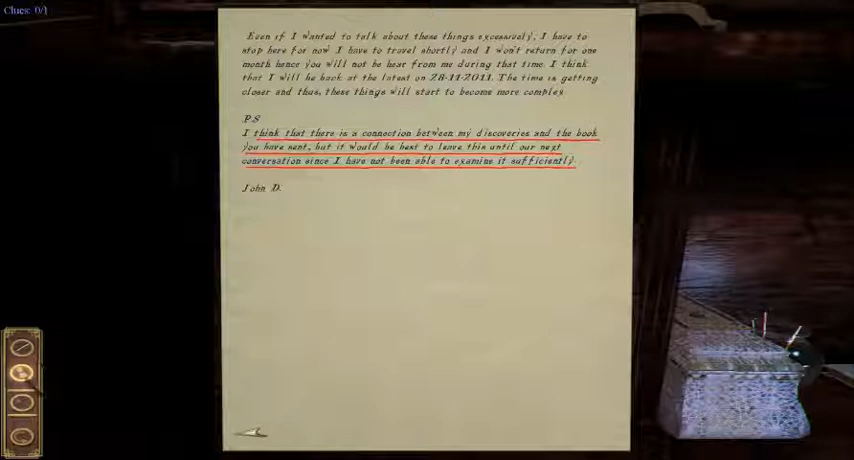 Clues: 0/1
Even if I wanted to talk about these things excessively, I have to
stop here for now. I have to travel shortly and I won't return for one
month hence you will not be hear from me during that time. I think
that I will be back at the latest on 28-11-2011. The time is getting
closer and thus, these things will start to become more complex.
P.S
I think that there is a connection between my discoveries and the book
you have sent, but it would be best to leave this until our next
conversation since I have not been able to examine it sufficiently.
John D.